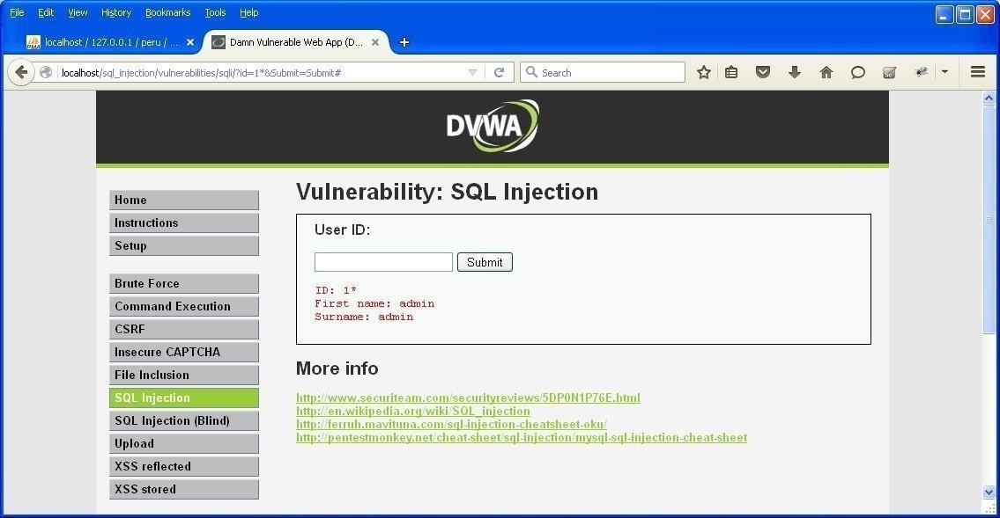 File Edit View History Bookmarks Tools Help
PMA localhost / 127.0.0.1 / peru / ... × Damn Vulnerable Web App (D... ×
localhost/sql_injection/vulnerabilities/sqli/?id=1*&Submit=Submit# Search
DVWA
Vulnerability: SQL Injection
Home
Instructions
Setup
Brute Force
Command Execution
CSRF
Insecure CAPTCHA
File Inclusion
SQL Injection
SQL Injection (Blind)
Upload
XSS reflected
XSS stored
User ID:
Submit
ID: 1*
First name: admin
Surname: admin
More info
http://www.securiteam.com/securityreviews/5DP0N1P76E.html
http://en.wikipedia.org/wiki/SQL_injection
http://ferruh.mavituna.com/sql-injection-cheatsheet-oku/
http://pentestmonkey.net/cheat-sheet/sql-injection/mysql-sql-injection-cheat-sheet